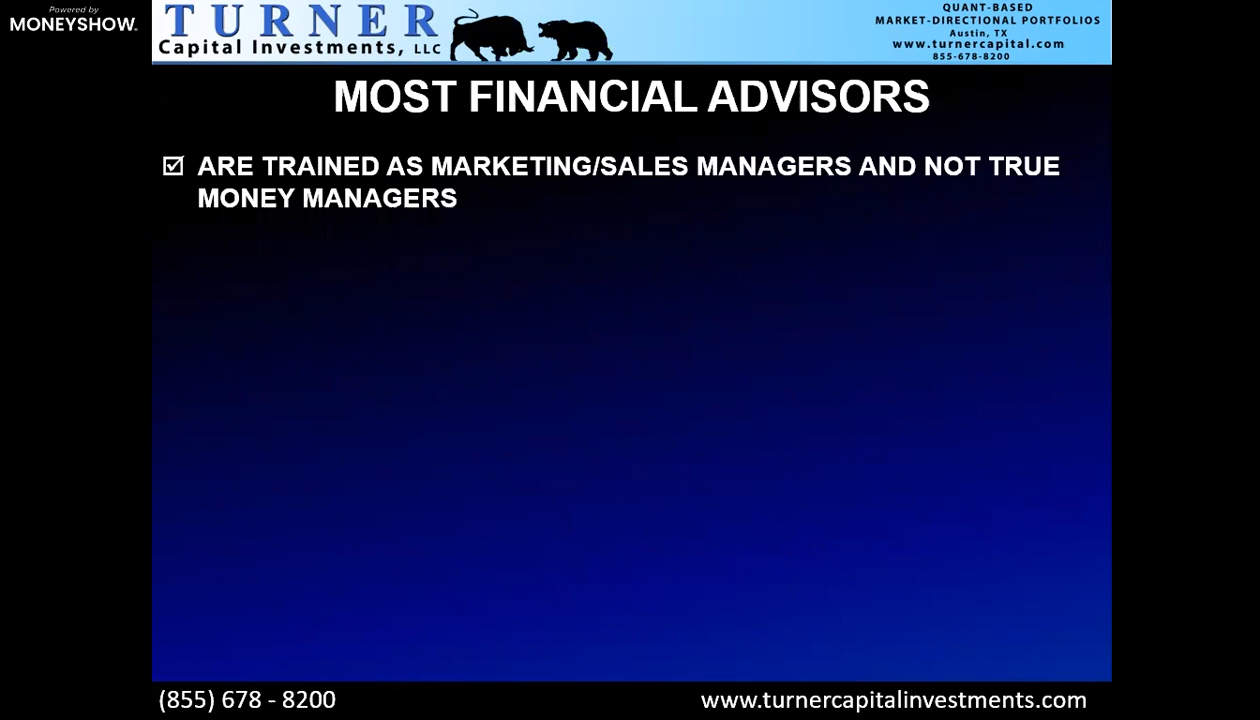 Powered by
MONEYSHOW.
TURNER
Capital Investments, LLC
QUANT-BASED
MARKET-DIRECTIONAL PORTFOLIOS
Austin, TX
www.turnercapital.com
855-678-8200
MOST FINANCIAL ADVISORS
ARE TRAINED AS MARKETING/SALES MANAGERS AND NOT TRUE
MONEY MANAGERS
(855) 678 - 8200
www.turnercapitalinvestments.com